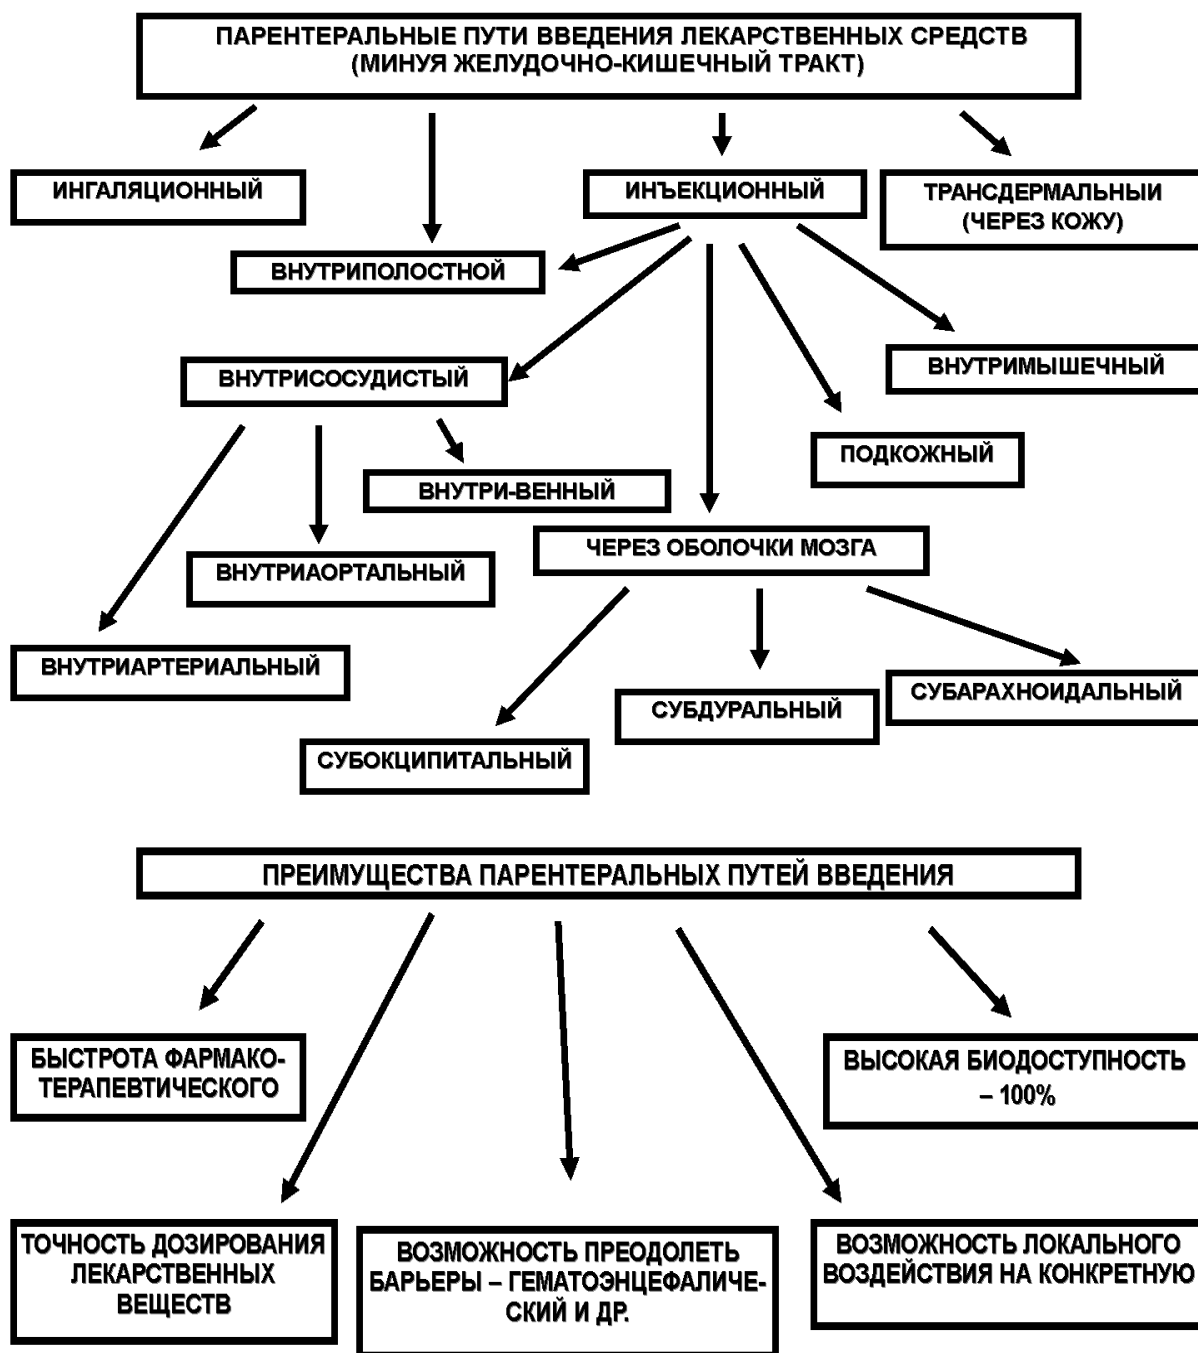 ПАРЕНТЕРАЛЬНЫЕ ПУТИ ВВЕДЕНИЯ ЛЕКАРСТВЕННЫХ СРЕДСТВ
(МИНУЯ ЖЕЛУДОЧНО-КИШЕЧНЫЙ ТРАКТ)
ИНГАЛЯЦИОННЫЙ
ИНЪЕКЦИОННЫЙ
ТРАНСДЕРМАЛЬНЫЙ
(ЧЕРЕЗ КОЖУ)
ВНУТРИПОЛОСТНОЙ
ВНУТРИСОСУДИСТЫЙ
ВНУТРИМЫШЕЧНЫЙ
ПОДКОЖНЫЙ
ВНУТРИ-ВЕННЫЙ
ЧЕРЕЗ ОБОЛОЧКИ МОЗГА
ВНУТРИАОРТАЛЬНЫЙ
ВНУТРИАРТЕРИАЛЬНЫЙ
СУБАРАХНОИДАЛЬНЫЙ
СУБДУРАЛЬНЫЙ
СУБОКЦИПИТАЛЬНЫЙ
ПРЕИМУЩЕСТВА ПАРЕНТЕРАЛЬНЫХ ПУТЕЙ ВВЕДЕНИЯ
БЫСТРОТА ФАРМАКО-
ТЕРАПЕВТИЧЕСКОГО
ВЫСОКАЯ БИОДОСТУПНОСТЬ
– 100%
ТОЧНОСТЬ ДОЗИРОВАНИЯ
ЛЕКАРСТВЕННЫХ
ВЕЩЕСТВ
ВОЗМОЖНОСТЬ ПРЕОДОЛЕТЬ
БАРЬЕРЫ – ГЕМАТОЭНЦЕФАЛИЧЕ-
СКИЙ И ДР.
ВОЗМОЖНОСТЬ ЛОКАЛЬНОГО
ВОЗДЕЙСТВИЯ НА КОНКРЕТНУЮ